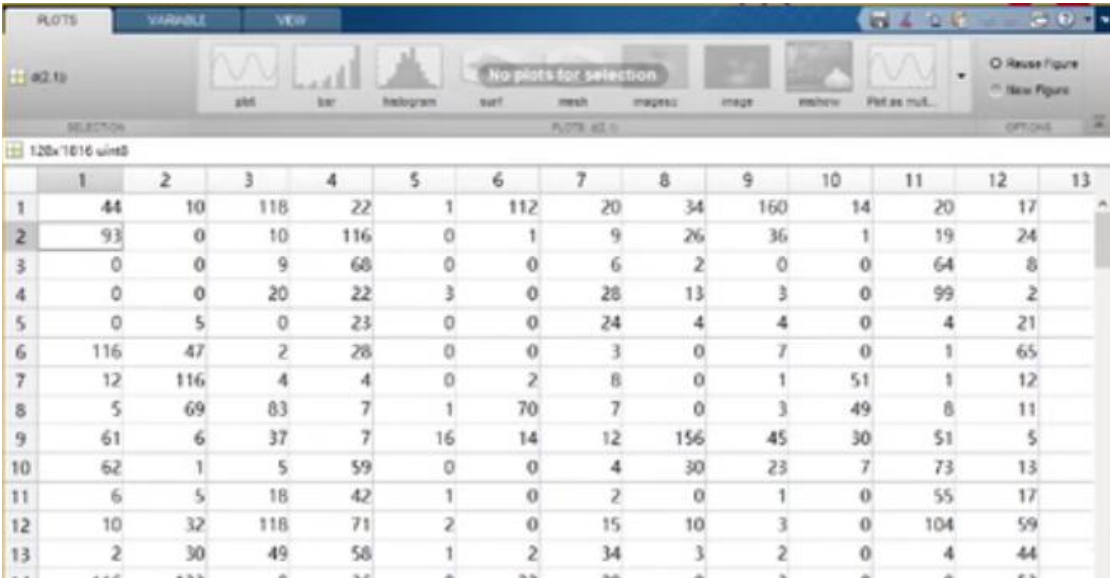 PLOTS VARIABLE VIEW
No plots for selection
plot bar histogram surf mesh imagesc image imshow Plot as mult...
Reuse Figure
New Figure
SELECTION OPTIONS
1 2 3 4 5 6 7 8 9 10 11 12 13
1 44 10 118 22 1 112 20 34 160 14 20 17
2 93 0 10 116 0 1 9 26 36 1 19 24
3 0 0 9 68 0 0 6 2 0 0 64 8
4 0 0 20 22 3 0 28 13 3 0 99 2
5 0 5 0 23 0 0 24 4 4 0 4 21
6 116 47 2 28 0 0 3 0 7 0 1 65
7 12 116 4 4 0 2 8 0 1 51 1 12
8 5 69 83 7 1 70 7 0 3 49 8 11
9 61 6 37 7 16 14 12 156 45 30 51 5
10 62 1 5 59 0 0 4 30 23 7 73 13
11 6 5 18 42 1 0 2 0 1 0 55 17
12 10 32 118 71 2 0 15 10 3 0 104 59
13 2 30 49 58 1 2 34 3 2 0 4 44